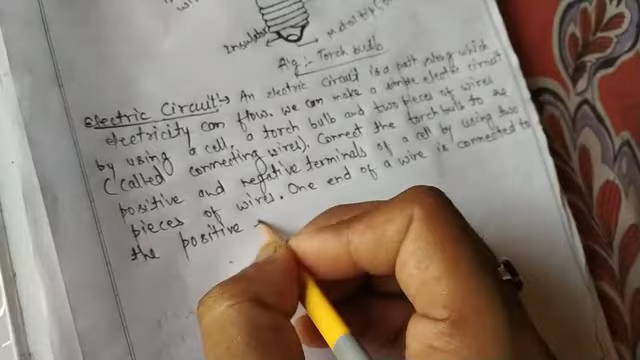 wi
Insulator
Metal tip (
Fig:- Torch bulb
Electric Circuit:→ An electric circuit is a path along which
electricity can flow. We can make a simple electric circuit
by using a cell, a torch bulb and two pieces of wires
(called connecting wires). Connect the torch bulb to the
positive and negative terminals of a cell by using two
pieces of wires. One end of a wire is connected to
the positive